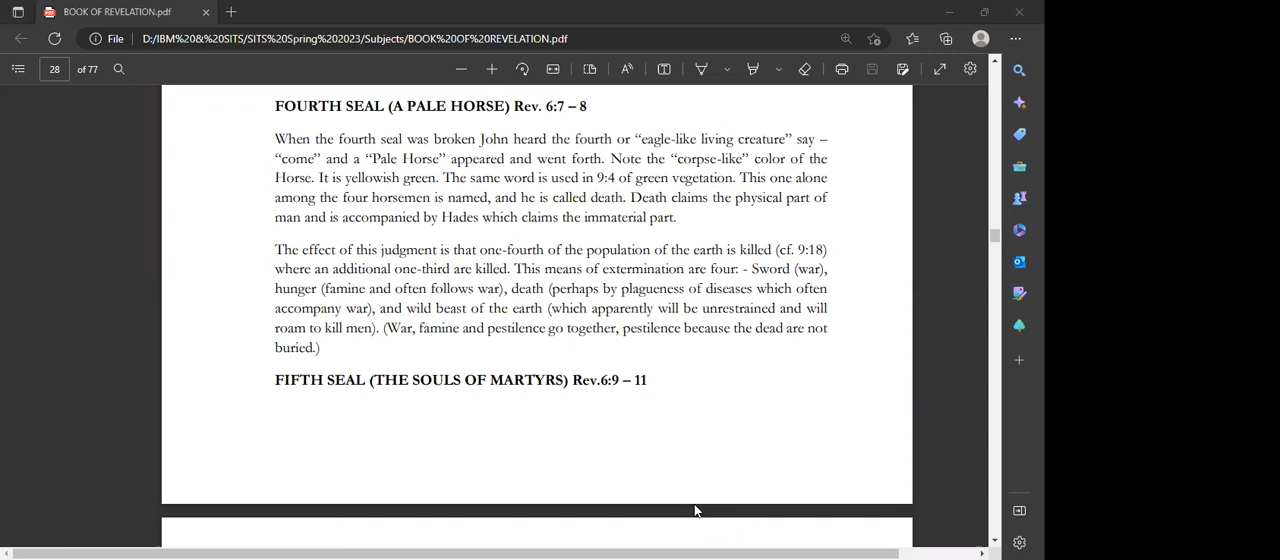 BOOK OF REVELATION.pdf
File
D:/IBM%20&%20SITS/SITS%20Spring%202023/Subjects/BOOK%20OF%20REVELATION.pdf
28 of 77
FOURTH SEAL (A PALE HORSE) Rev. 6:7 – 8
When the fourth seal was broken John heard the fourth or “eagle-like living creature” say –
“come” and a “Pale Horse” appeared and went forth. Note the “corpse-like” color of the
Horse. It is yellowish green. The same word is used in 9:4 of green vegetation. This one alone
among the four horsemen is named, and he is called death. Death claims the physical part of
man and is accompanied by Hades which claims the immaterial part.
The effect of this judgment is that one-fourth of the population of the earth is killed (cf. 9:18)
where an additional one-third are killed. This means of extermination are four: - Sword (war),
hunger (famine and often follows war), death (perhaps by plagueness of diseases which often
accompany war), and wild beast of the earth (which apparently will be unrestrained and will
roam to kill men). (War, famine and pestilence go together, pestilence because the dead are not
buried.)
FIFTH SEAL (THE SOULS OF MARTYRS) Rev.6:9 – 11